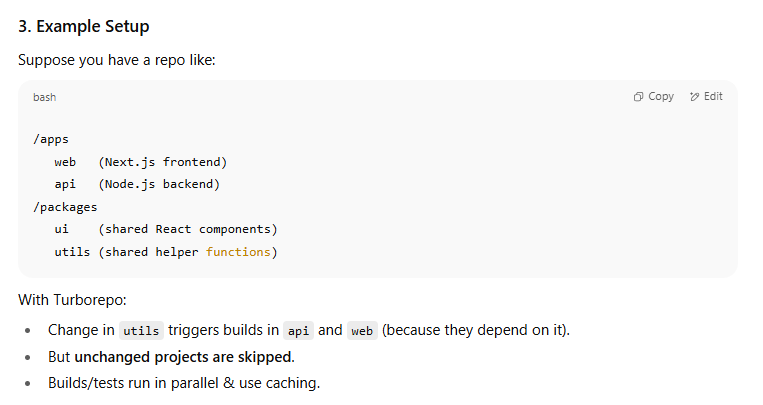 3. Example Setup
Suppose you have a repo like:
bash
Copy
Edit
/apps
web (Next.js frontend)
api (Node.js backend)
/packages
ui (shared React components)
utils (shared helper functions)
With Turborepo:
• Change in utils triggers builds in api and web (because they depend on it).
• But unchanged projects are skipped.
• Builds/tests run in parallel & use caching.